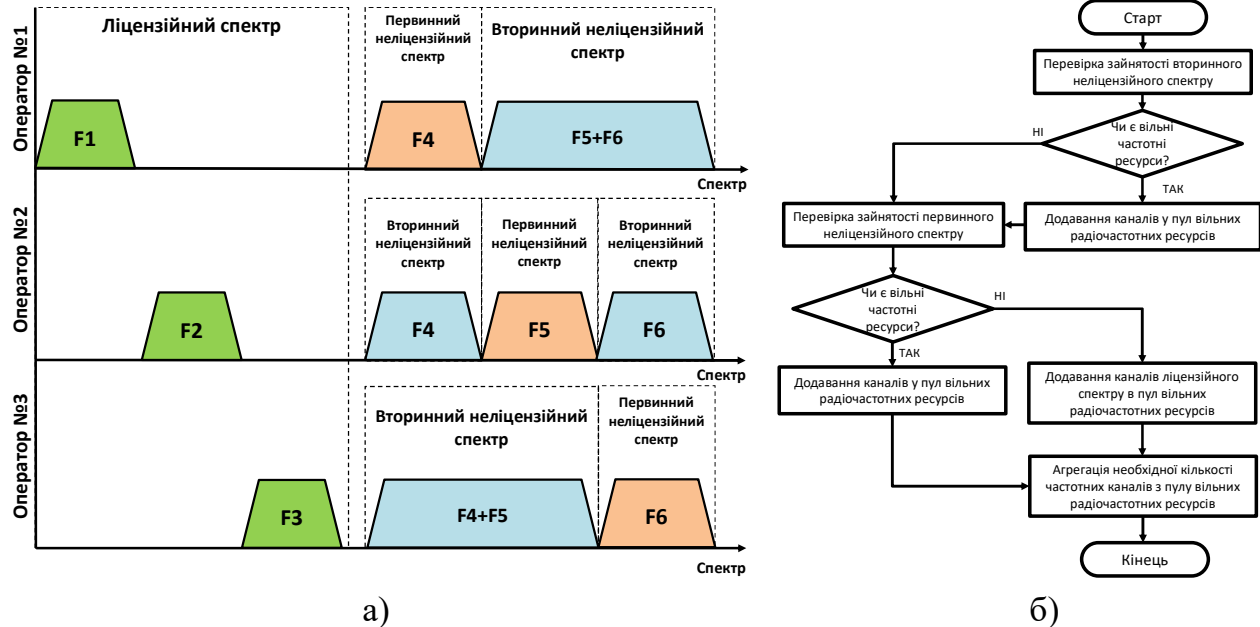 Оператор №1
Ліцензійний спектр
Первинний
неліцензійний
спектр
Вторинний неліцензійний
спектр
F1
F4
F5+F6
Спектр
Оператор №2
Вторинний
неліцензійний
спектр
Первинний
неліцензійний
спектр
Вторинний
неліцензійний
спектр
F2
F4
F5
F6
Спектр
Оператор №3
Вторинний неліцензійний
спектр
Первинний
неліцензійний
спектр
F3
F4+F5
F6
Спектр
а)
Старт
Перевірка зайнятості вторинного
неліцензійного спектру
Чи є вільні
частотні
ресурси?
НІ
ТАК
Додавання каналів у пул вільних
радіочастотних ресурсів
Перевірка зайнятості первинного
неліцензійного спектру
Чи є вільні
частотні
ресурси?
НІ
ТАК
Додавання каналів у пул вільних
радіочастотних ресурсів
Додавання каналів ліцензійного
спектру в пул вільних
радіочастотних ресурсів
Агрегація необхідної кількості
частотних каналів з пулу вільних
радіочастотних ресурсів
Кінець
б)